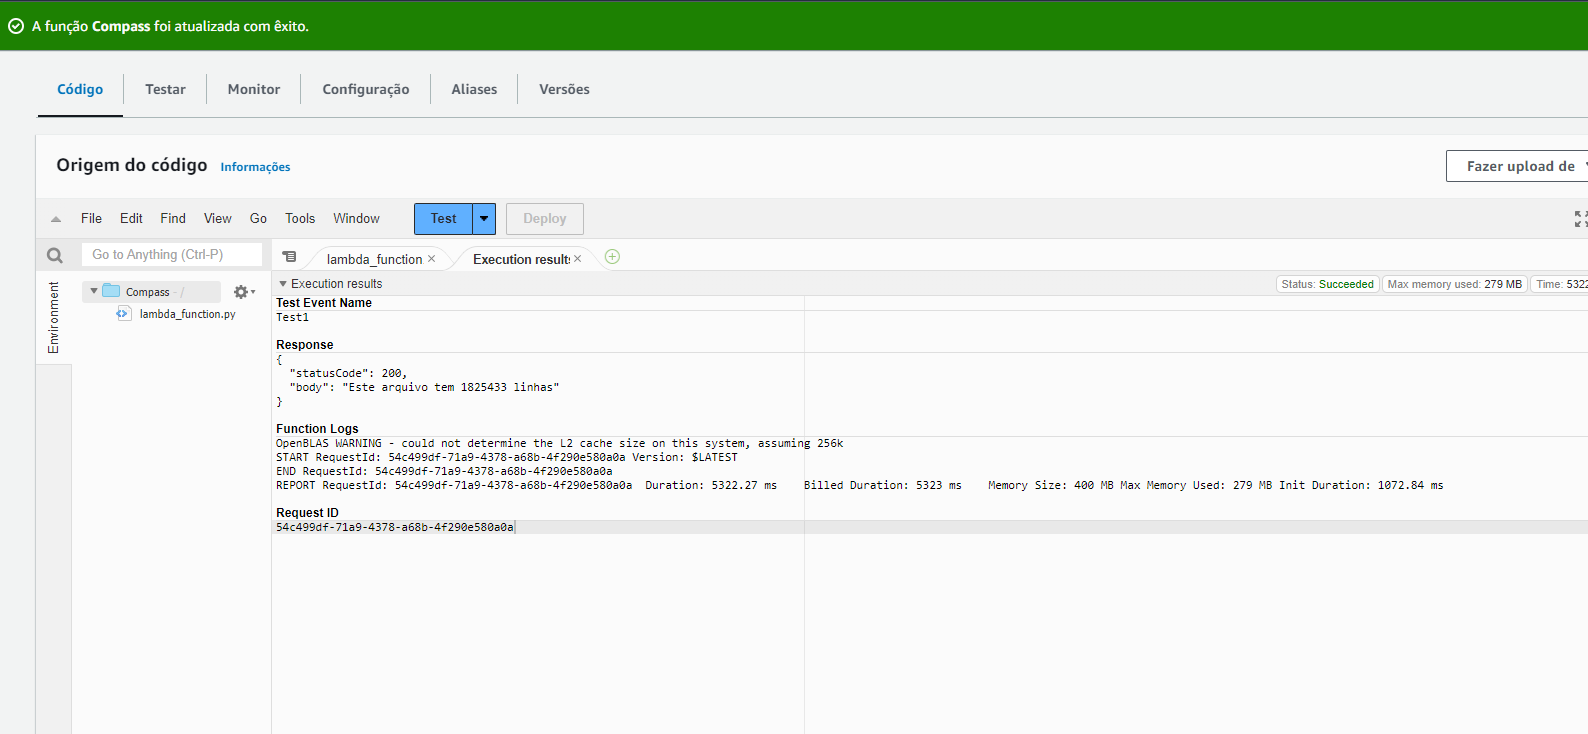 A função Compass foi atualizada com êxito.
Código Testar Monitor Configuração Aliases Versões
Origem do código Informações
Fazer upload de
File Edit Find View Go Tools Window Test Deploy
Go to Anything (Ctrl-P)
lambda_function Execution results
Environment
Compass - /
lambda_function.py
Execution results
Status: Succeeded Max memory used: 279 MB Time: 5322
Test Event Name
Test1
Response
{
"statusCode": 200,
"body": "Este arquivo tem 1825433 linhas"
}
Function Logs
OpenBLAS WARNING - could not determine the L2 cache size on this system, assuming 256k
START RequestId: 54c499df-71a9-4378-a68b-4f290e580a0a Version: $LATEST
END RequestId: 54c499df-71a9-4378-a68b-4f290e580a0a
REPORT RequestId: 54c499df-71a9-4378-a68b-4f290e580a0a Duration: 5322.27 ms Billed Duration: 5323 ms Memory Size: 400 MB Max Memory Used: 279 MB Init Duration: 1072.84 ms
Request ID
54c499df-71a9-4378-a68b-4f290e580a0a